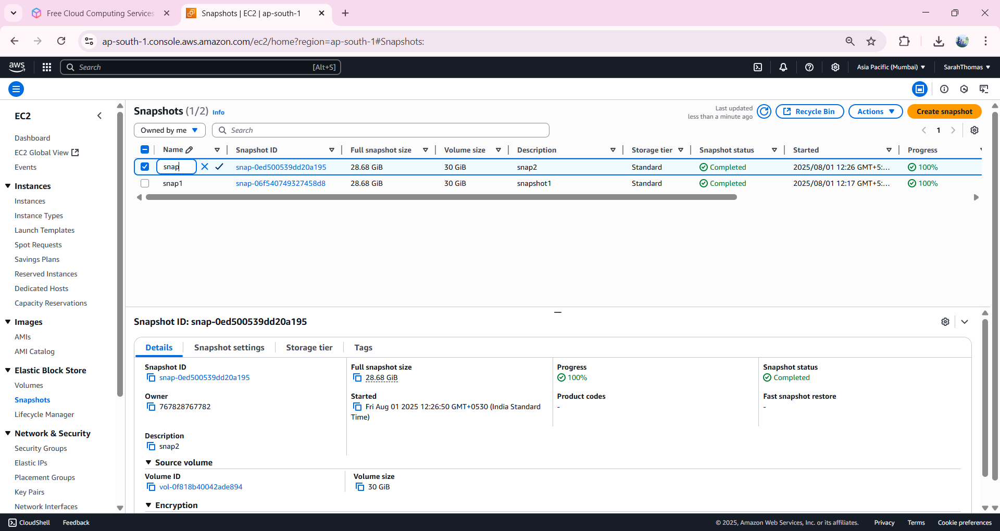 Free Cloud Computing Services
Snapshots | EC2 | ap-south-1
ap-south-1.console.aws.amazon.com/ec2/home?region=ap-south-1#Snapshots:
aws
Search [Alt+S]
Asia Pacific (Mumbai)
SarahThomas
EC2
Dashboard
EC2 Global View
Events
Instances
Instances
Instance Types
Launch Templates
Spot Requests
Savings Plans
Reserved Instances
Dedicated Hosts
Capacity Reservations
Images
AMIs
AMI Catalog
Elastic Block Store
Volumes
Snapshots
Lifecycle Manager
Network & Security
Security Groups
Elastic IPs
Placement Groups
Key Pairs
Network Interfaces
Snapshots (1/2) Info
Last updated
less than a minute ago
Recycle Bin
Actions
Create snapshot
Owned by me
Search
1
Name Snapshot ID Full snapshot size Volume size Description Storage tier Snapshot status Started Progress
snap snap-0ed500539dd20a195 28.68 GiB 30 GiB snap2 Standard Completed 2025/08/01 12:26 GMT+5:... 100%
snap1 snap-06f540749327458d8 28.68 GiB 30 GiB snapshot1 Standard Completed 2025/08/01 12:17 GMT+5:... 100%
Snapshot ID: snap-0ed500539dd20a195
Details Snapshot settings Storage tier Tags
Snapshot ID
snap-0ed500539dd20a195
Full snapshot size
28.68 GiB
Progress
100%
Snapshot status
Completed
Owner
767828767782
Started
Fri Aug 01 2025 12:26:50 GMT+0530 (India Standard
Time)
Product codes
-
Fast snapshot restore
-
Description
snap2
Source volume
Volume ID
vol-0f818b40042ade894
Volume size
30 GiB
Encryption
CloudShell Feedback © 2025, Amazon Web Services, Inc. or its affiliates. Privacy Terms Cookie preferences